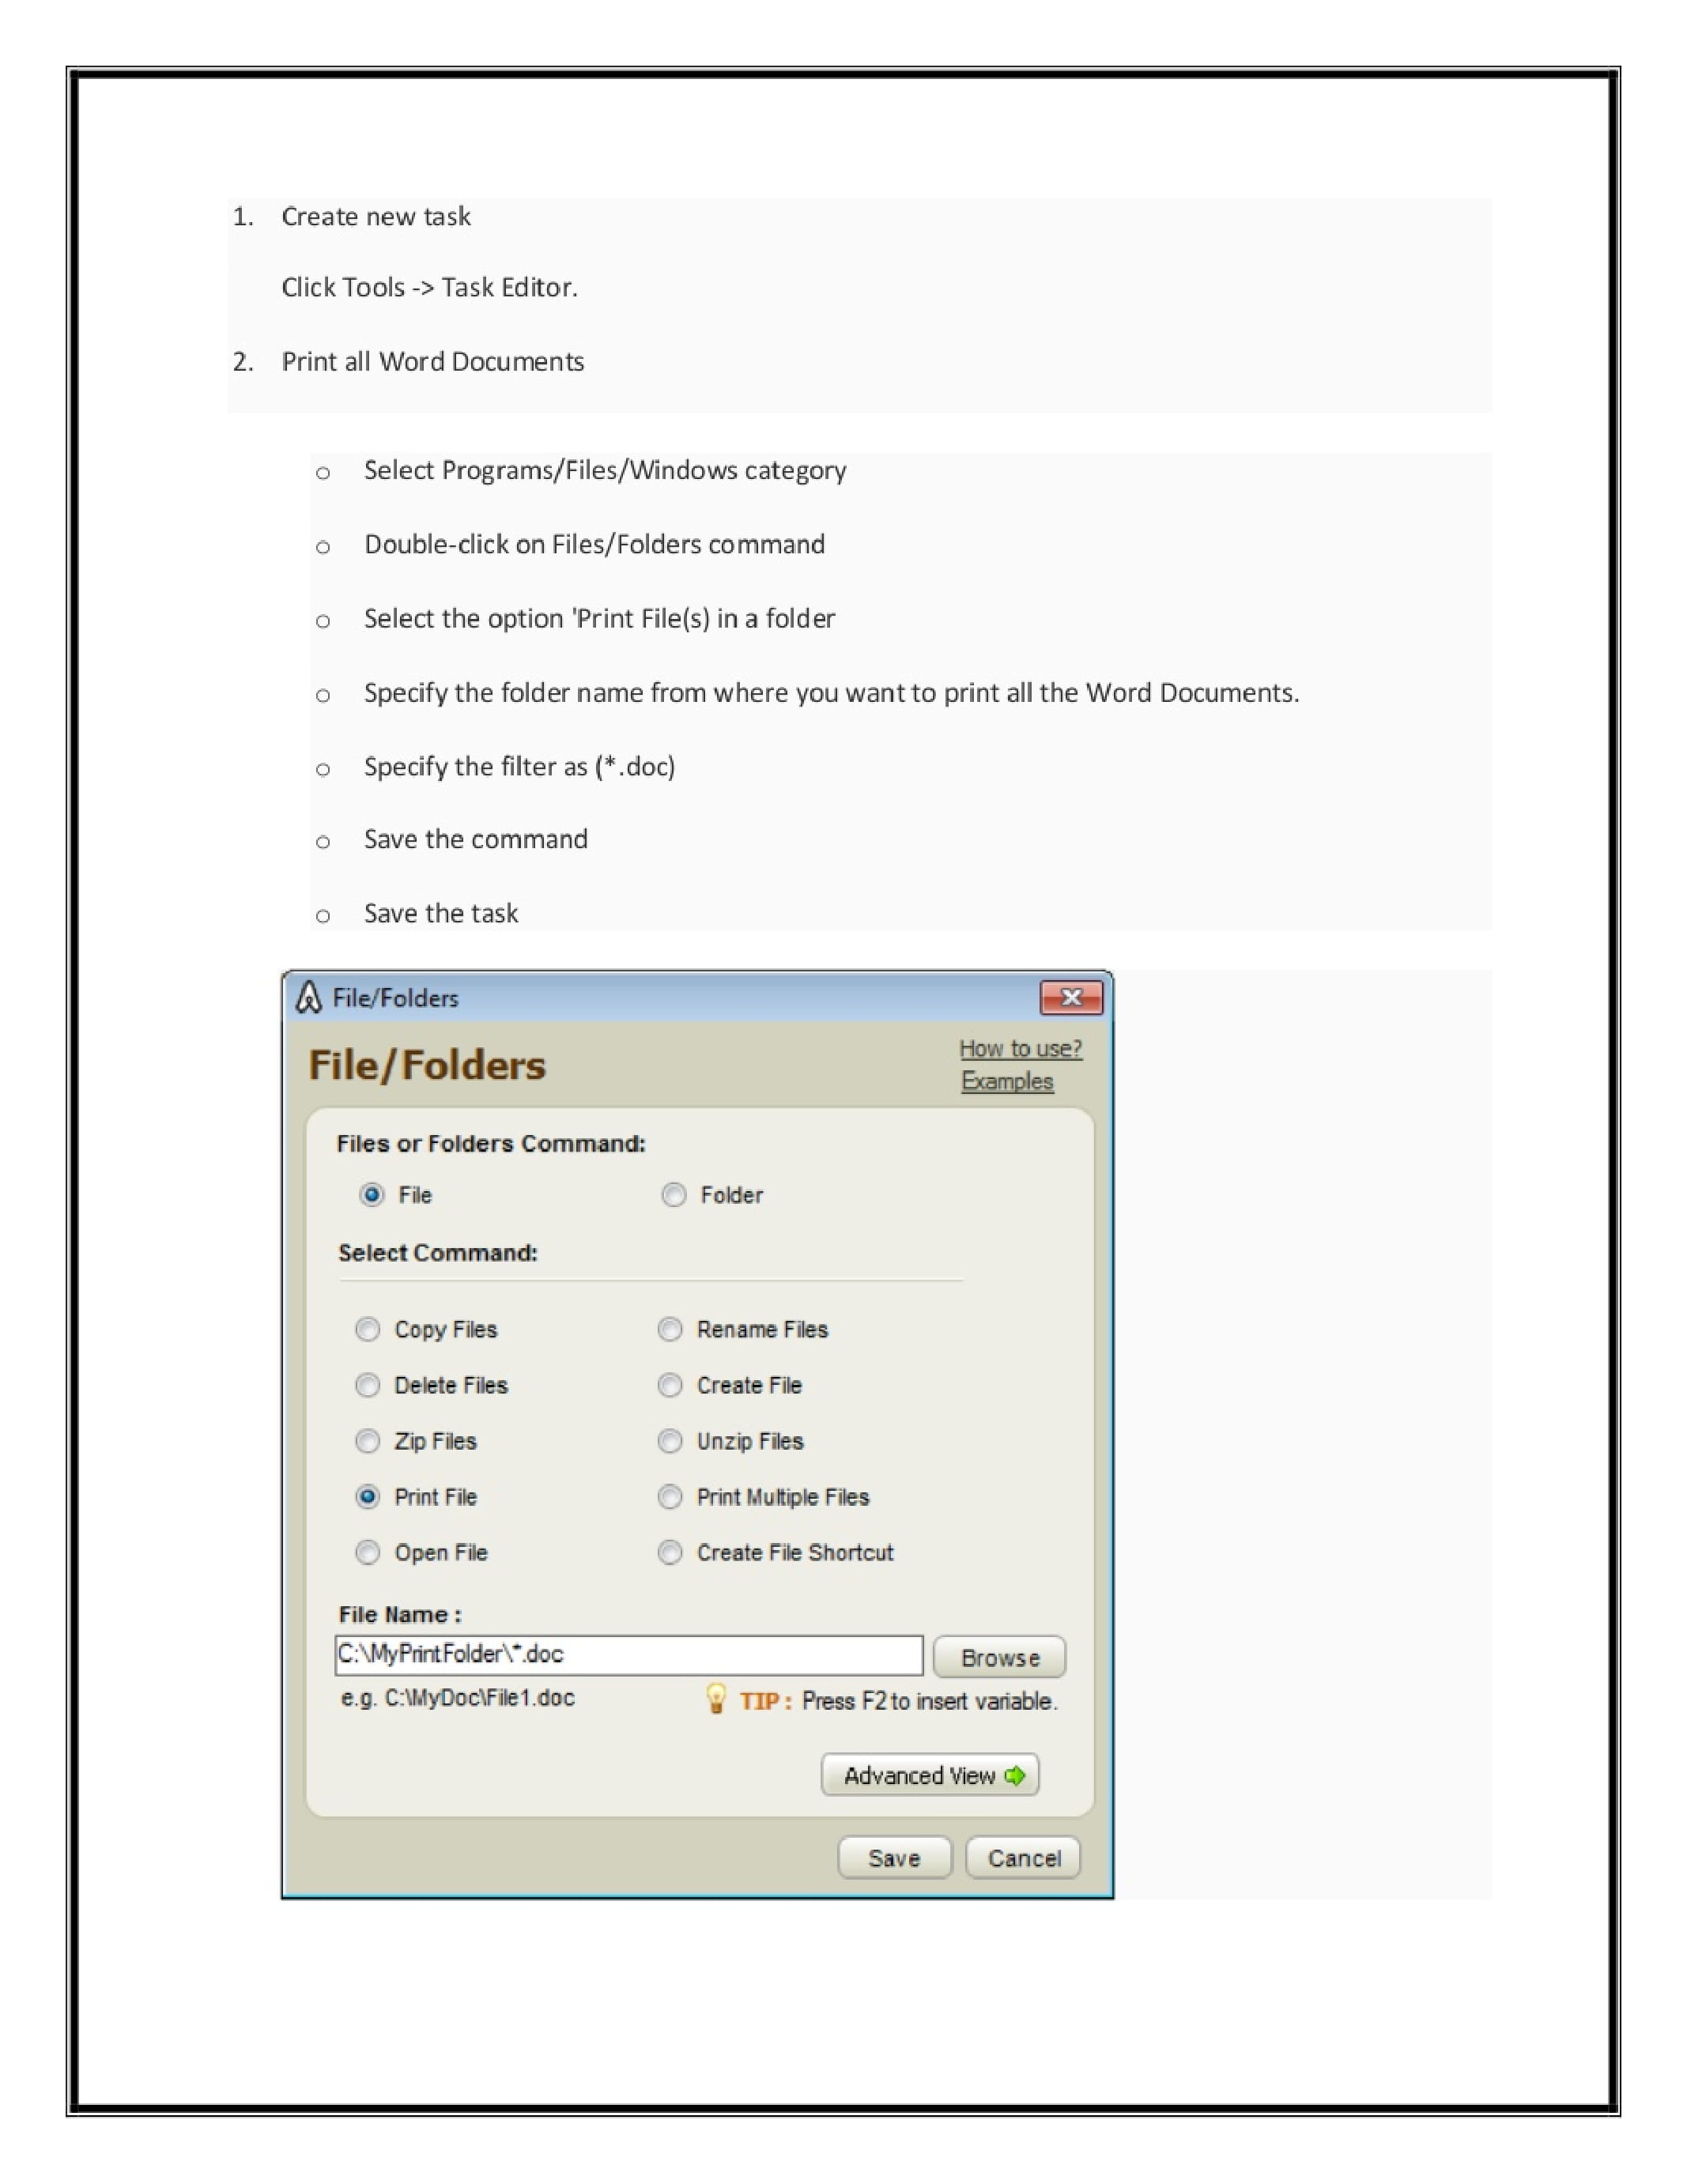 1. Create new task
Click Tools -> Task Editor.
2. Print all Word Documents
o Select Programs/Files/Windows category
o Double-click on Files/Folders command
o Select the option 'Print File(s) in a folder
o Specify the folder name from where you want to print all the Word Documents.
o Specify the filter as (*.doc)
o Save the command
o Save the task
File/Folders
File/Folders
How to use?
Examples
Files or Folders Command:
File Folder
Select Command:
Copy Files Rename Files
Delete Files Create File
Zip Files Unzip Files
Print File Print Multiple Files
Open File Create File Shortcut
File Name :
C:\MyPrintFolder\*.doc Browse
e.g. C:\MyDoc\File1.doc TIP : Press F2 to insert variable.
Advanced View
Save Cancel